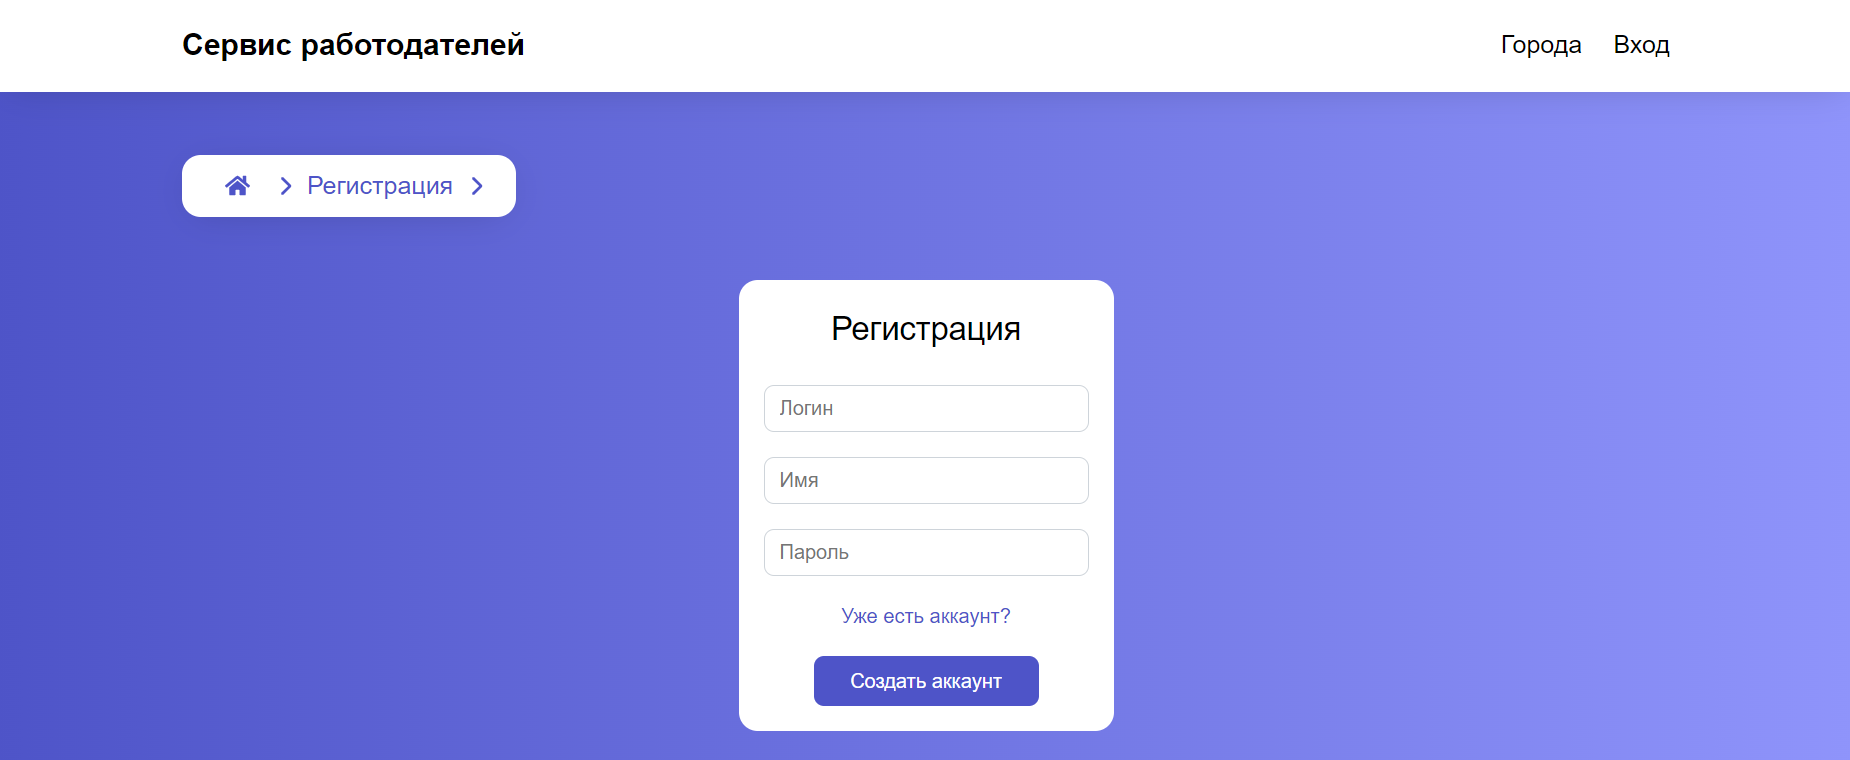 Сервис работодателей
Города Вход
Регистрация
Регистрация
Логин
Имя
Пароль
Уже есть аккаунт?
Создать аккаунт